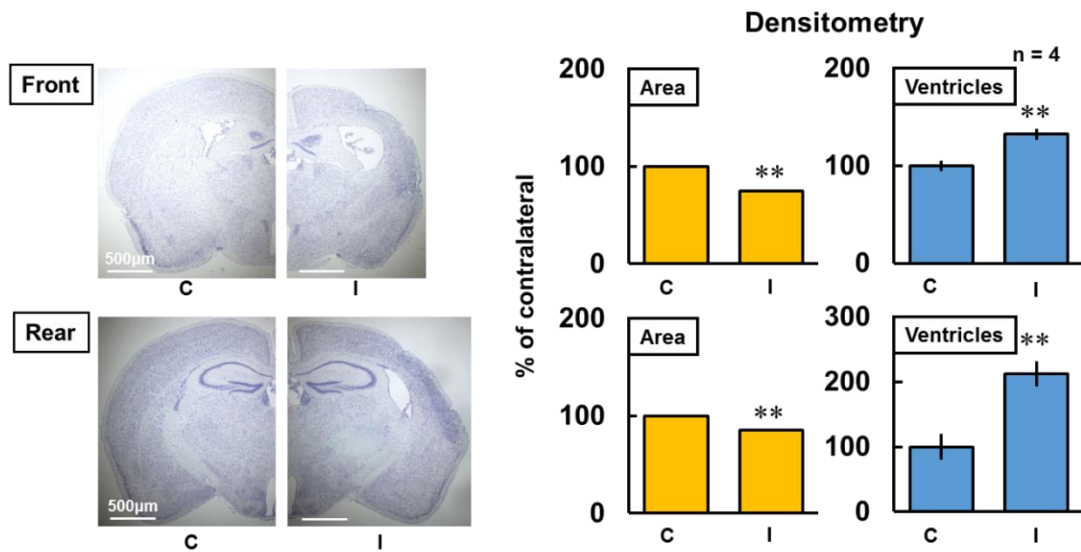 Densitometry
n = 4
Front
500μm
C
I
Rear
500μm
C
I
% of contralateral
200
100
0
Area
**
C
I
200
100
0
Ventricles
**
C
I
200
100
0
Area
**
C
I
300
200
100
0
Ventricles
**
C
I